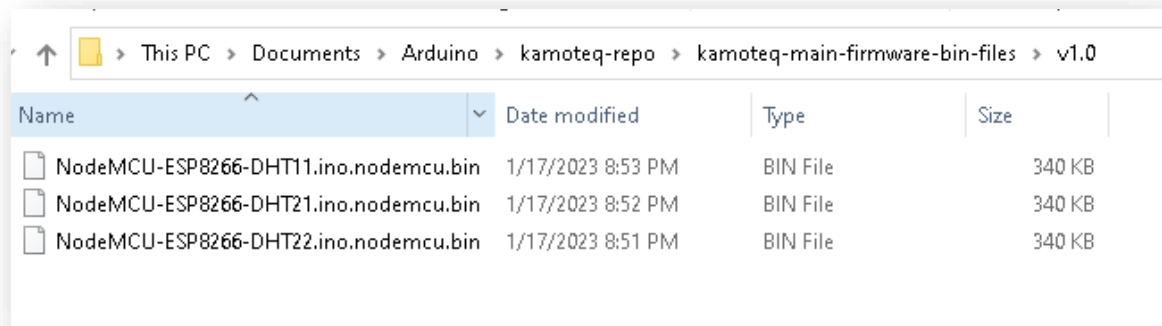 This PC > Documents > Arduino > kamoteq-repo > kamoteq-main-firmware-bin-files > v1.0
Name Date modified Type Size
NodeMCU-ESP8266-DHT11.ino.nodemcu.bin 1/17/2023 8:53 PM BIN File 340 KB
NodeMCU-ESP8266-DHT21.ino.nodemcu.bin 1/17/2023 8:52 PM BIN File 340 KB
NodeMCU-ESP8266-DHT22.ino.nodemcu.bin 1/17/2023 8:51 PM BIN File 340 KB